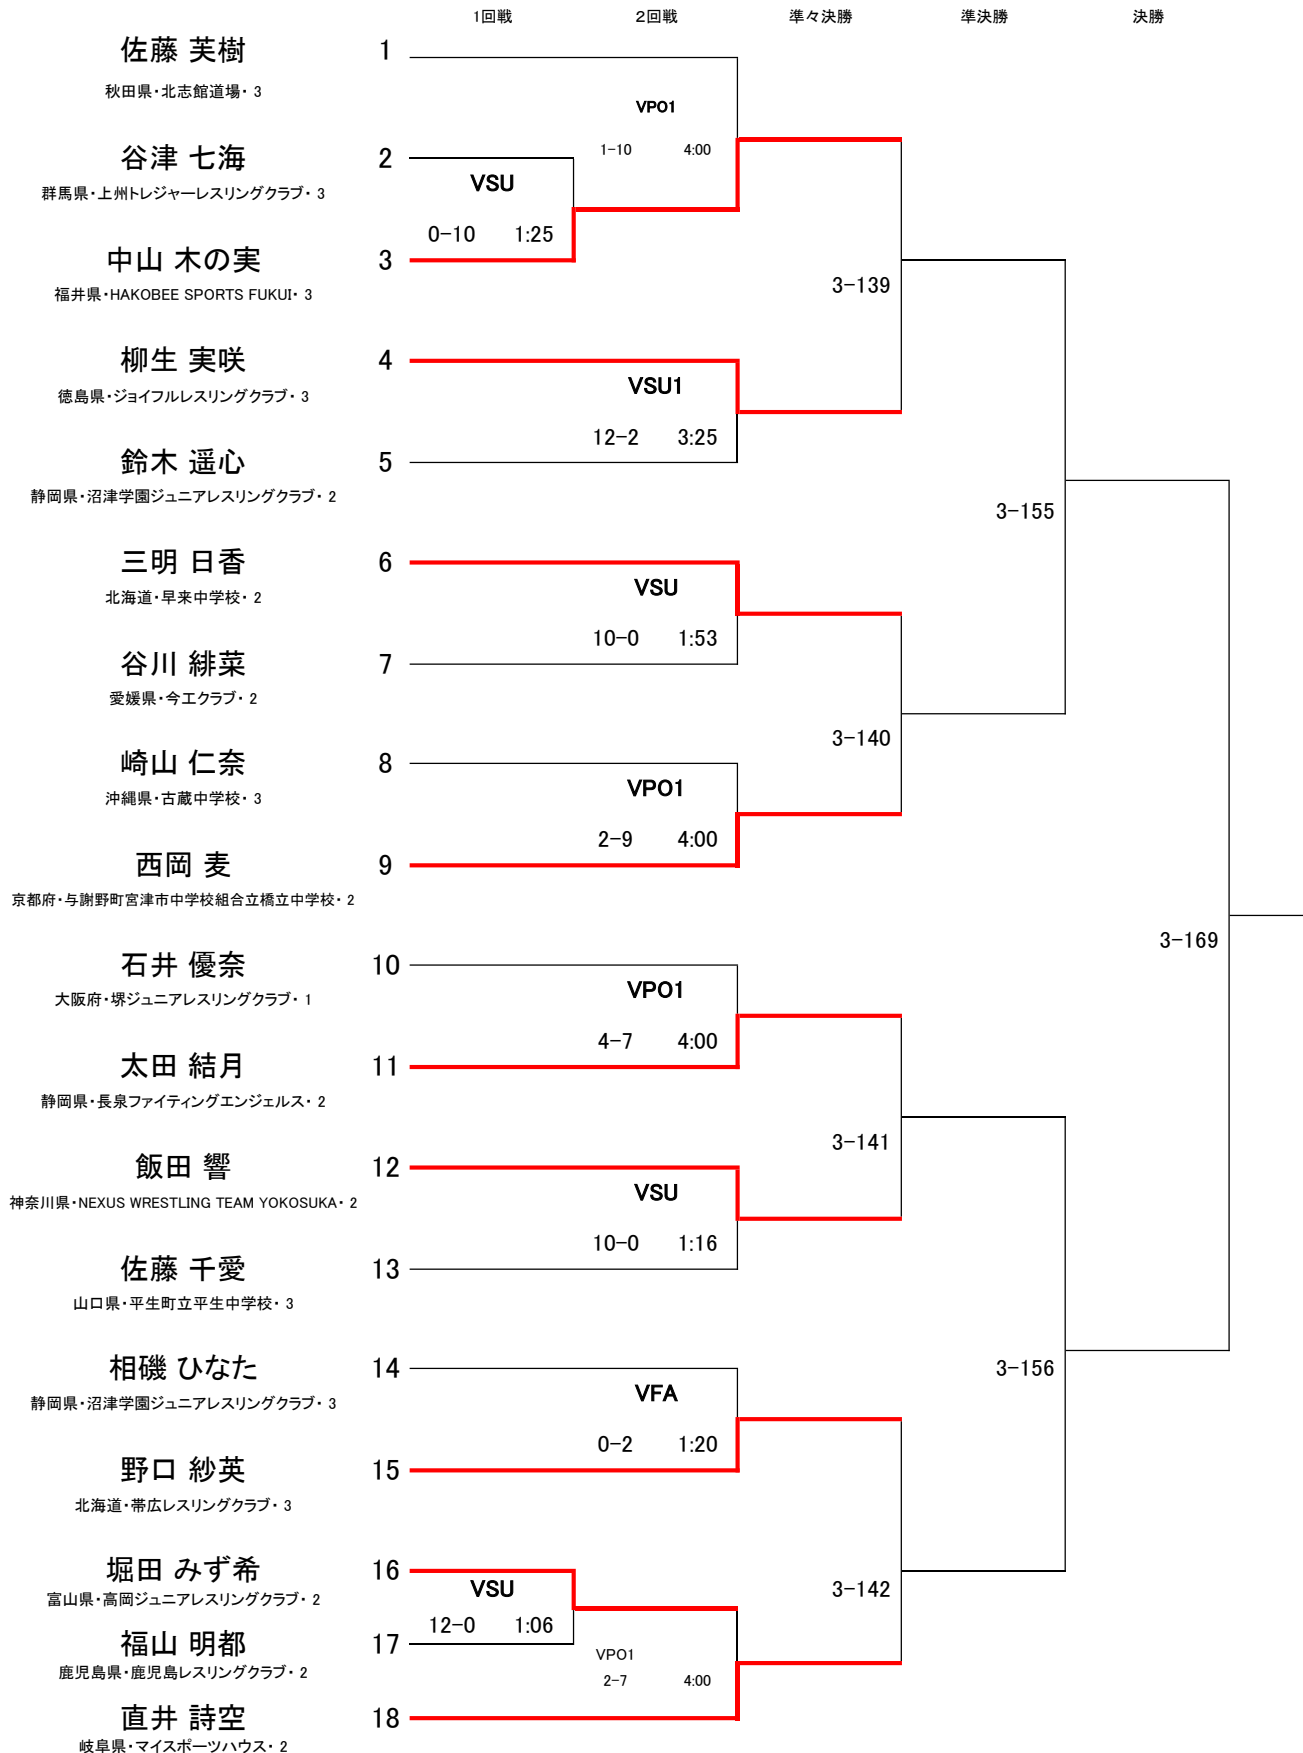 1回戦 2回戦 準々決勝 準決勝 決勝
佐藤 芙樹 1
秋田県・北志館道場・ 3
VPO1
1-10 4:00
谷津 七海 2
群馬県・上州トレジャーレスリングクラブ・ 3
VSU
0-10 1:25
中山 木の実 3
福井県・HAKOBEE SPORTS FUKUI・ 3
3-139
柳生 実咲 4
徳島県・ジョイフルレスリングクラブ・ 3
VSU1
12-2 3:25
鈴木 遥心 5
静岡県・沼津学園ジュニアレスリングクラブ・ 2
3-155
三明 日香 6
北海道・早来中学校・ 2
VSU
10-0 1:53
谷川 緋菜 7
愛媛県・今工クラブ・ 2
3-140
崎山 仁奈 8
沖縄県・古蔵中学校・ 3
VPO1
2-9 4:00
西岡 麦 9
京都府・与謝野町宮津市中学校組合立橋立中学校・ 2
3-169
石井 優奈 10
大阪府・堺ジュニアレスリングクラブ・ 1
VPO1
4-7 4:00
太田 結月 11
静岡県・長泉ファイティングエンジェルス・ 2
3-141
飯田 響 12
神奈川県・NEXUS WRESTLING TEAM YOKOSUKA・ 2
VSU
10-0 1:16
佐藤 千愛 13
山口県・平生町立平生中学校・ 3
3-156
相磯 ひなた 14
静岡県・沼津学園ジュニアレスリングクラブ・ 3
VFA
0-2 1:20
野口 紗英 15
北海道・帯広レスリングクラブ・ 3
堀田 みず希 16
富山県・高岡ジュニアレスリングクラブ・ 2
VSU
3-142
12-0 1:06
福山 明都 17
鹿児島県・鹿児島レスリングクラブ・ 2
VPO1
2-7 4:00
直井 詩空 18
岐阜県・マイスポーツハウス・ 2